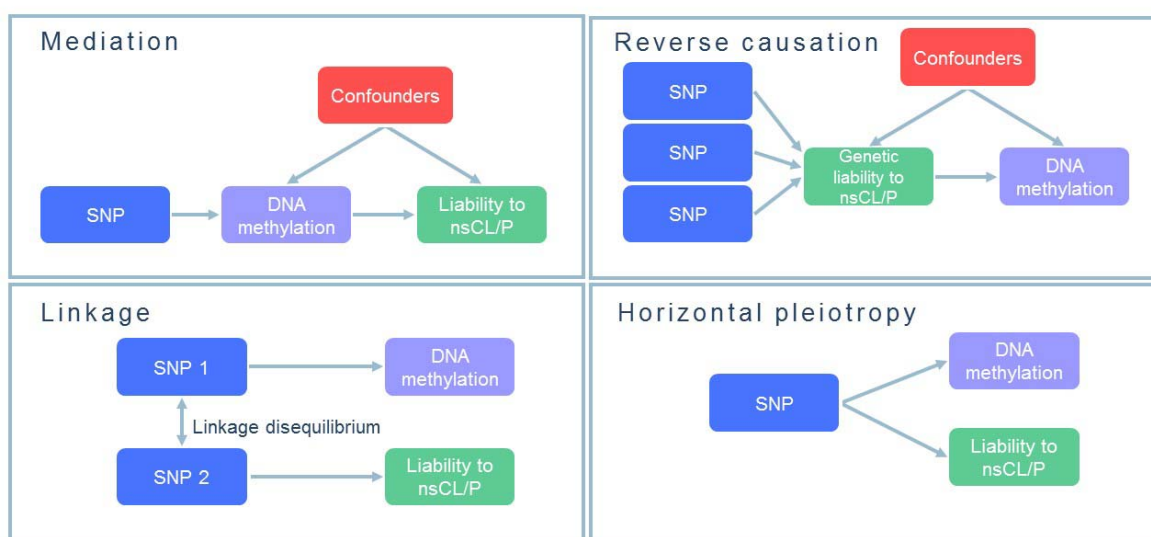 Mediation
Confounders
SNP
DNA
methylation
Liability to
nsCL/P
Reverse causation
Confounders
SNP
SNP
SNP
Genetic
liability to
nsCL/P
DNA
methylation
Linkage
SNP 1
DNA
methylation
Linkage disequilibrium
SNP 2
Liability to
nsCL/P
Horizontal pleiotropy
DNA
methylation
SNP
Liability to
nsCL/P